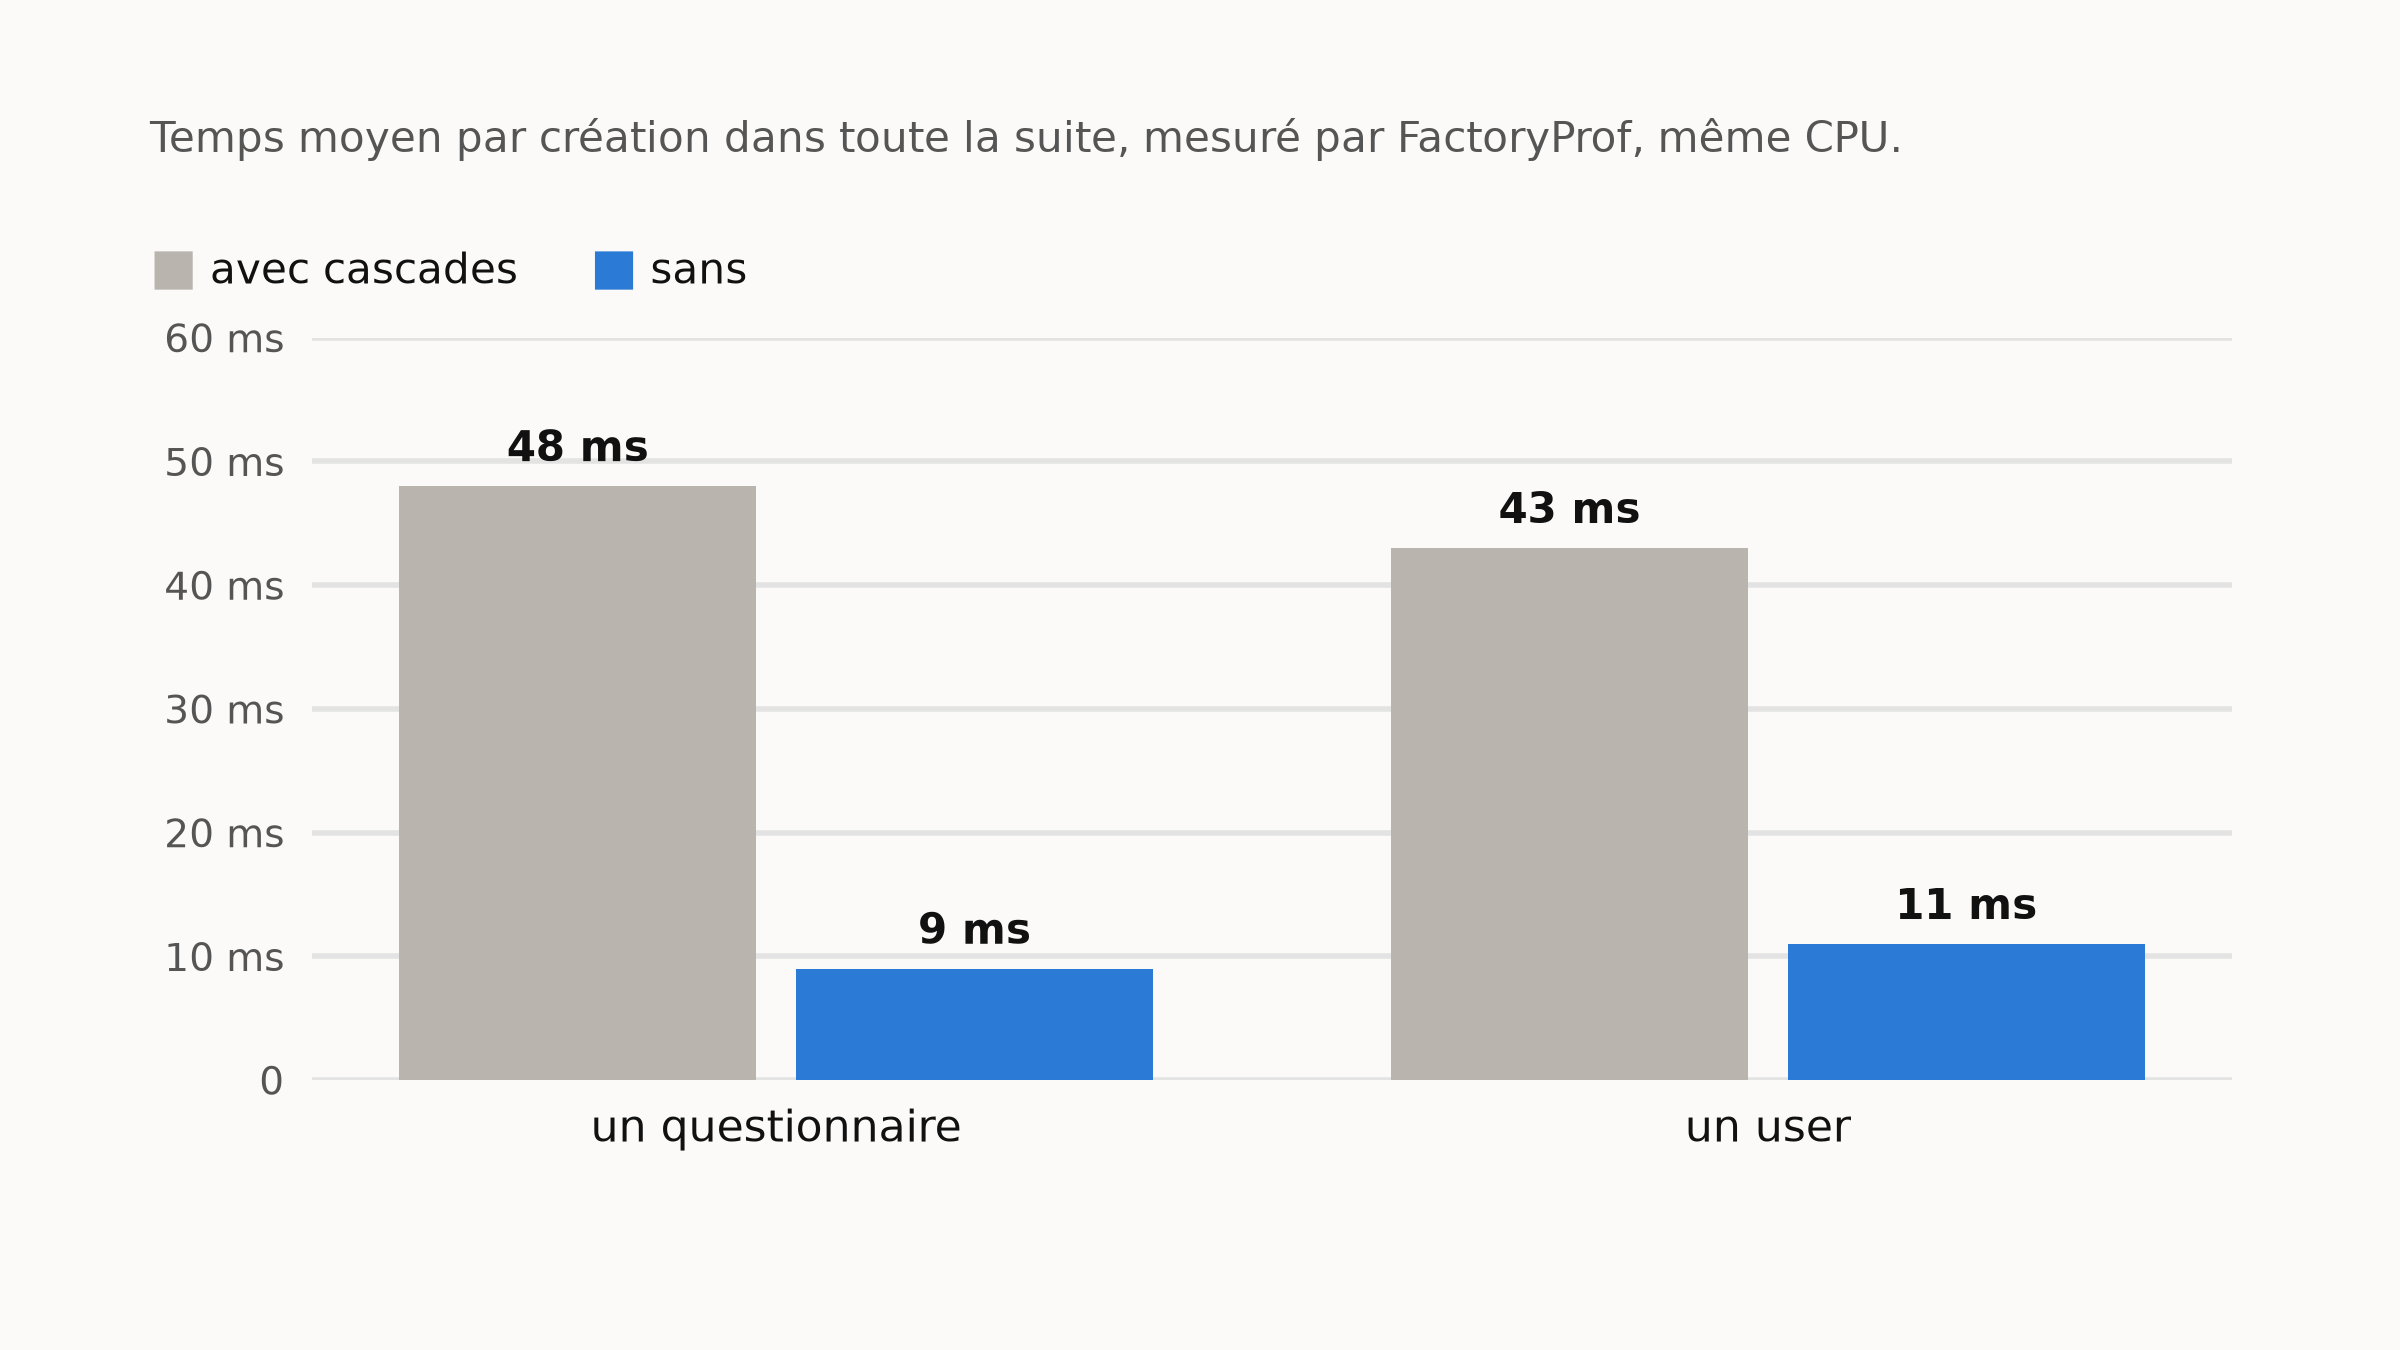 Temps moyen par création dans toute la suite, mesuré par FactoryProf, même CPU.
avec cascades sans
60 ms
50 ms
40 ms
30 ms
20 ms
10 ms
0
48 ms
9 ms
43 ms
11 ms
un questionnaire
un user